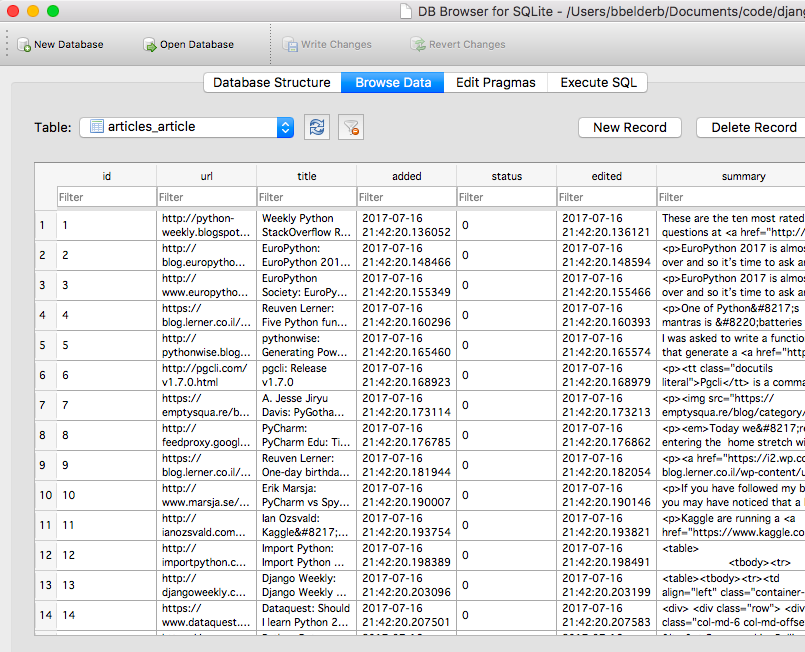 DB Browser for SQLite - /Users/bbelderb/Documents/code/djang
New Database Open Database Write Changes Revert Changes
Database Structure Browse Data Edit Pragmas Execute SQL
Table: articles_article New Record Delete Record
id url title added status edited summary
Filter Filter Filter Filter Filter Filter Filter
http://python- Weekly Python 2017-07-16 2017-07-16 These are the ten most rated
1 1 weekly.blogspot... StackOverflow R... 21:42:20.136052 0 21:42:20.136121 questions at <a href="http://
http:// EuroPython: 2017-07-16 2017-07-16 <p>EuroPython 2017 is almos
2 2 blog.europytho... EuroPython 201... 21:42:20.148466 0 21:42:20.148594 over and so it's time to ask ar
http:// EuroPython 2017-07-16 2017-07-16 <p>EuroPython 2017 is almos
3 3 www.europytho... Society: EuroPy... 21:42:20.155349 0 21:42:20.155466 over and so it's time to ask ar
https:// Reuven Lerner: 2017-07-16 2017-07-16 <p>One of Python&#8217;s
4 4 blog.lerner.co.il/... Five Python fun... 21:42:20.160296 0 21:42:20.160393 mantras is &#8220;batteries
http:// pythonwise: 2017-07-16 2017-07-16 I was asked to write a functio
5 5 pythonwise.blog... Generating Pow... 21:42:20.165460 0 21:42:20.165574 that generate a <a href="http
http://pgcli.com/ pgcli: Release 2017-07-16 2017-07-16 <p><tt class="docutils
6 6 v1.7.0.html v1.7.0 21:42:20.168923 0 21:42:20.168979 literal">Pgcli</tt> is a comma
https:// A. Jesse Jiryu 2017-07-16 2017-07-16 <p><img src="https://
7 7 emptysqua.re/b... Davis: PyGotha... 21:42:20.173114 0 21:42:20.173213 emptysqua.re/blog/category/
http:// PyCharm: 2017-07-16 2017-07-16 <p><em>Today we&#8217;re
8 8 feedproxy.googl... PyCharm Edu: Ti... 21:42:20.176785 0 21:42:20.176862 entering the home stretch wi
https:// Reuven Lerner: 2017-07-16 2017-07-16 <p><a href="https://i2.wp.co
9 9 blog.lerner.co.il/... One-day birthda... 21:42:20.181944 0 21:42:20.182054 blog.lerner.co.il/wp-content/u
http:// Erik Marsja: 2017-07-16 2017-07-16 <p>If you have followed my b
10 10 www.marsja.se/... PyCharm vs Spy... 21:42:20.190007 0 21:42:20.190146 you may have noticed that a
http:// Ian Ozsvald: 2017-07-16 2017-07-16 <p>Kaggle are running a <a
11 11 ianozsvald.com... Kaggle&#8217;... 21:42:20.193754 0 21:42:20.193821 href="https://www.kaggle.co
http:// Import Python: 2017-07-16 2017-07-16 <table>
12 12 importpython.c... Import Python ... 21:42:20.198389 0 21:42:20.198491 <tbody><tr>
http:// Django Weekly: 2017-07-16 2017-07-16 <table><tbody><tr><td
13 13 djangoweekly.c... Django Weekly ... 21:42:20.203096 0 21:42:20.203199 align="left" class="container-
https:// Dataquest: Should 2017-07-16 2017-07-16 <div> <div class="row"> <div
14 14 www.dataquest.... I learn Python 2... 21:42:20.207501 0 21:42:20.207583 class="col-md-6 col-md-offse